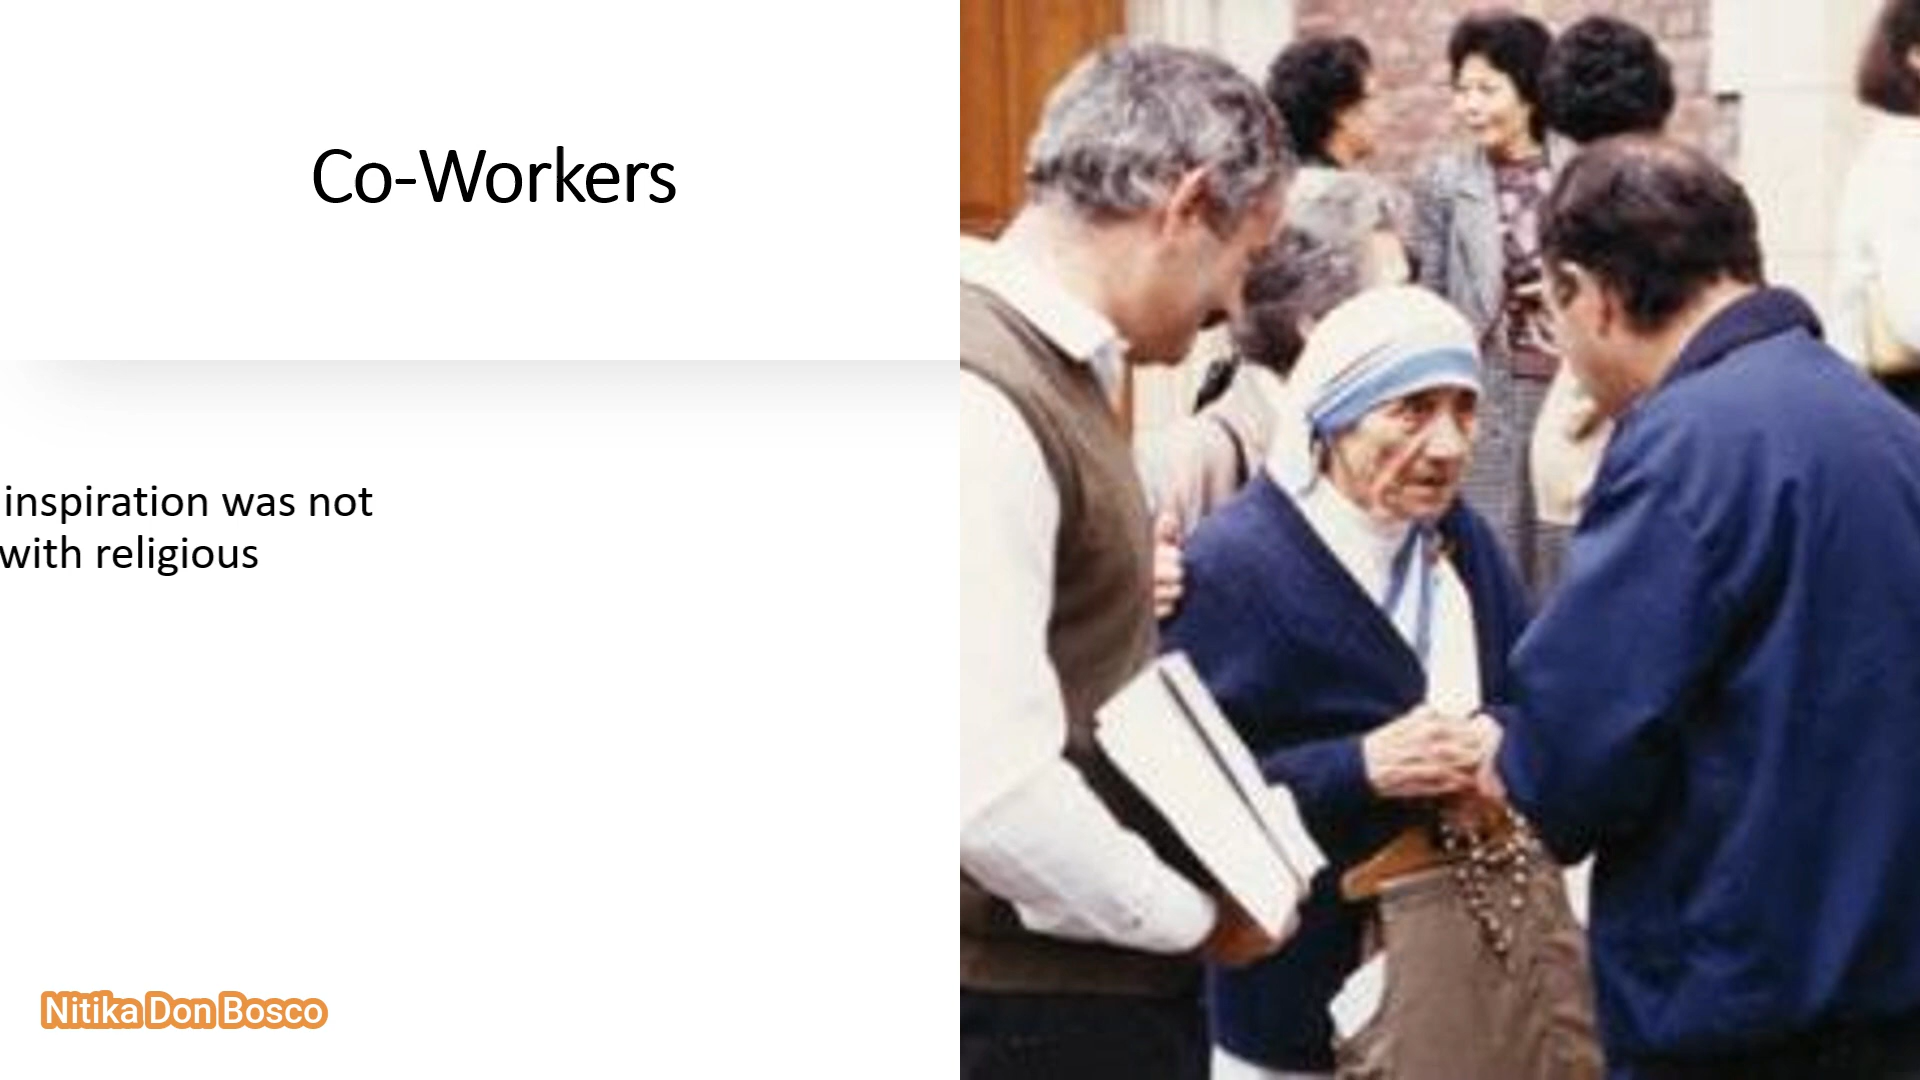 Co-Workers
inspiration was not
with religious
Nitika Don Bosco